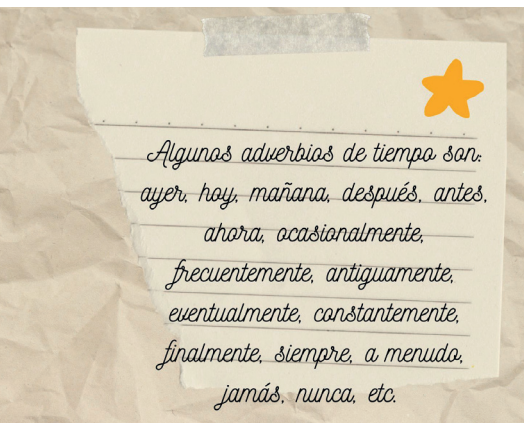 Algunos adverbios de tiempo son:
ayer, hoy, mañana, después, antes,
ahora, ocasionalmente,
frecuentemente, antiguamente,
eventualmente, constantemente,
finalmente, siempre, a menudo,
jamás, nunca, etc.